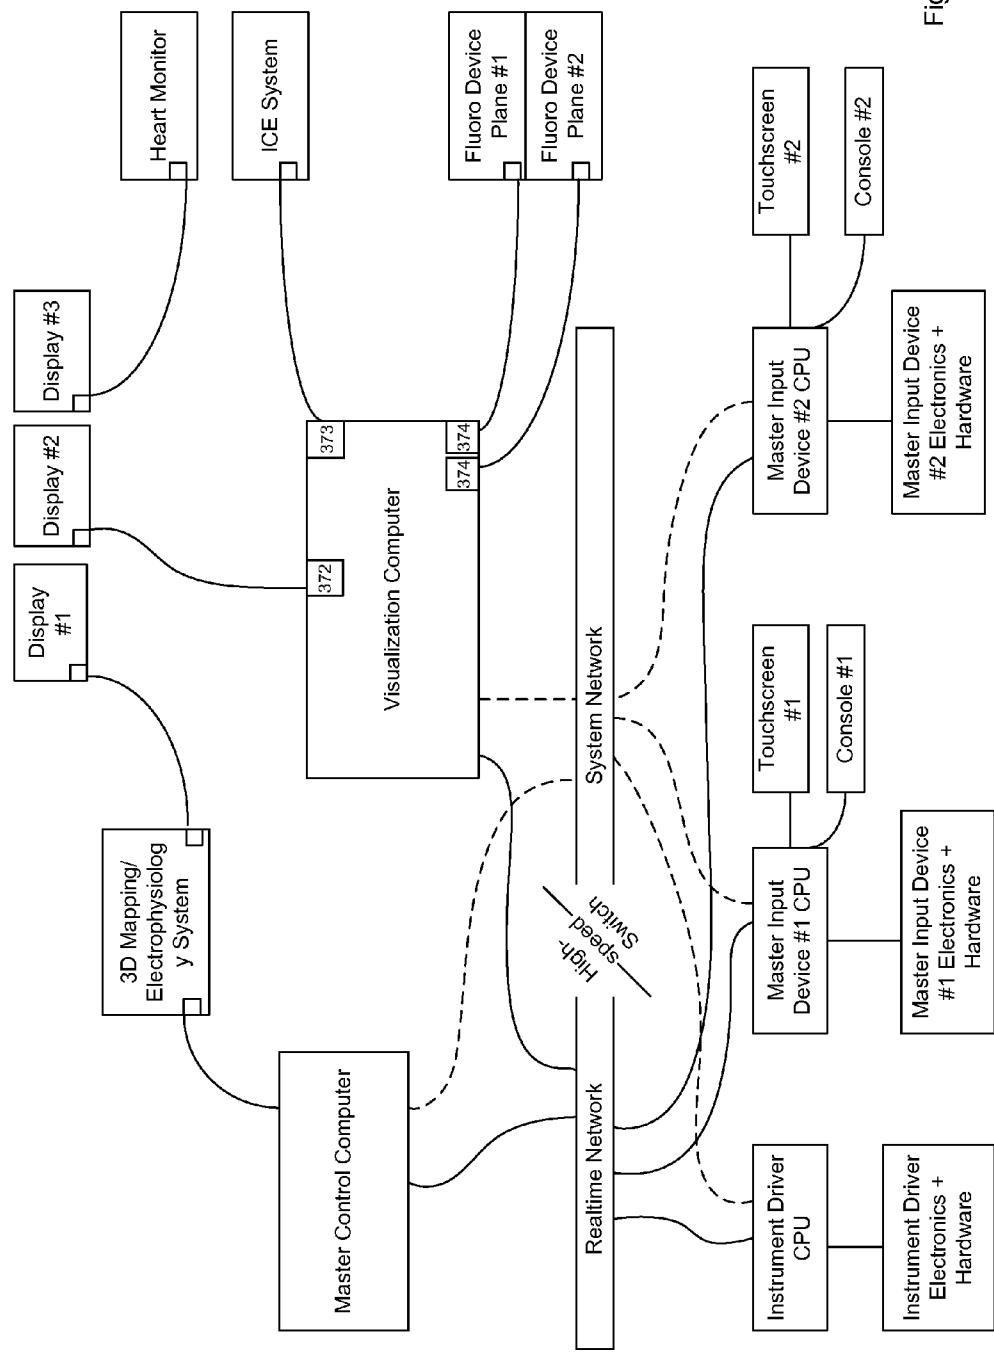 Display
#1
Display #2
Display #3
3D Mapping/
Electrophysiolog
y System
Heart Monitor
ICE System
Master Control Computer
372
373
Visualization Computer
374
374
Fluoro Device
Plane #1
Fluoro Device
Plane #2
Realtime Network
High-
speed
Switch
System Network
Instrument Driver
CPU
Master Input
Device #1 CPU
Touchscreen
#1
Console #1
Master Input
Device #2 CPU
Touchscreen
#2
Console #2
Instrument Driver
Electronics +
Hardware
Master Input Device
#1 Electronics +
Hardware
Master Input Device
#2 Electronics +
Hardware
Fig